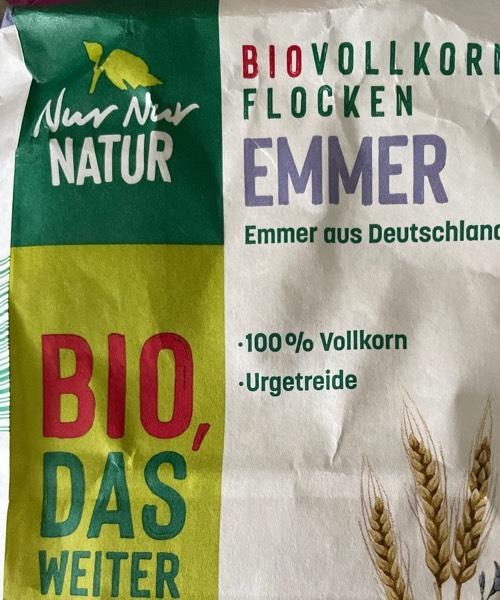 Nur Nur
NATUR
BIO,
DAS
WEITER
BIOVOLLKORN
FLOCKEN
EMMER
Emmer aus Deutschland
·100% Vollkorn
·Urgetreide